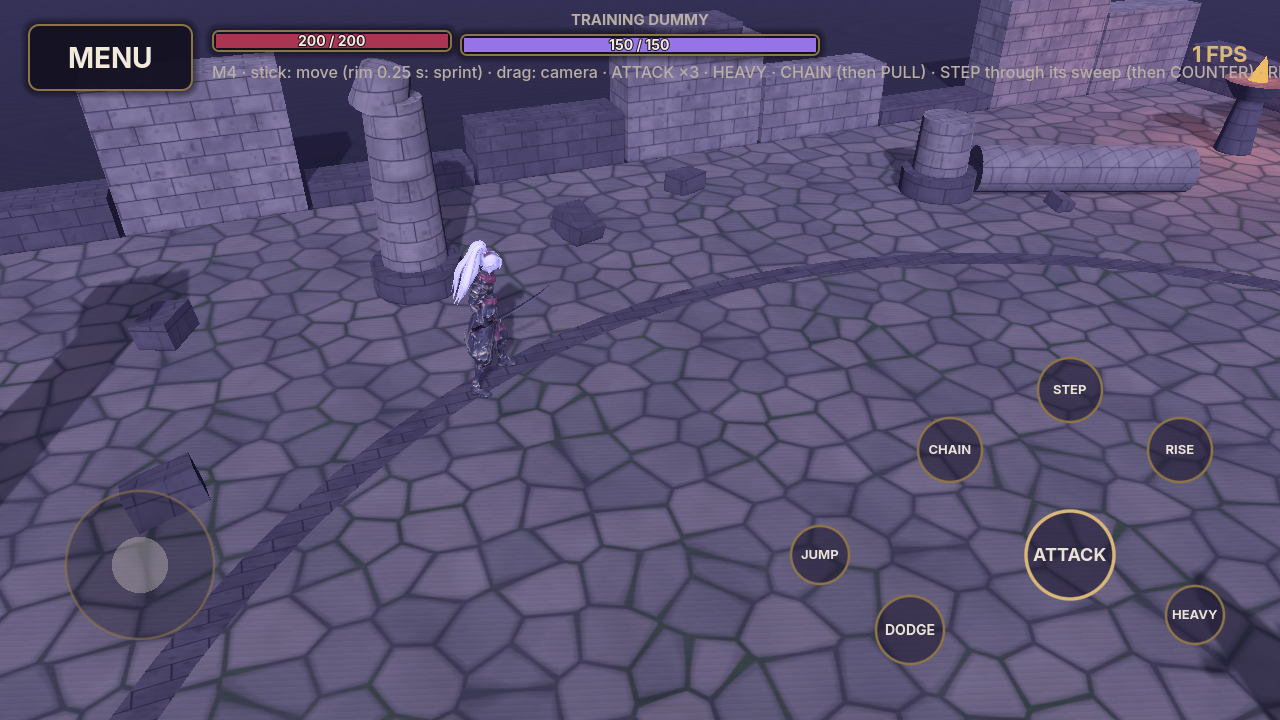 TRAINING DUMMY
MENU
200 / 200
150 / 150
1 FPS
M4 · stick: move (rim 0.25 s: sprint) · drag: camera · ATTACK ×3 · HEAVY · CHAIN (then PULL) · STEP through its sweep (then COUNTER)
STEP
CHAIN
RISE
JUMP
ATTACK
HEAVY
DODGE